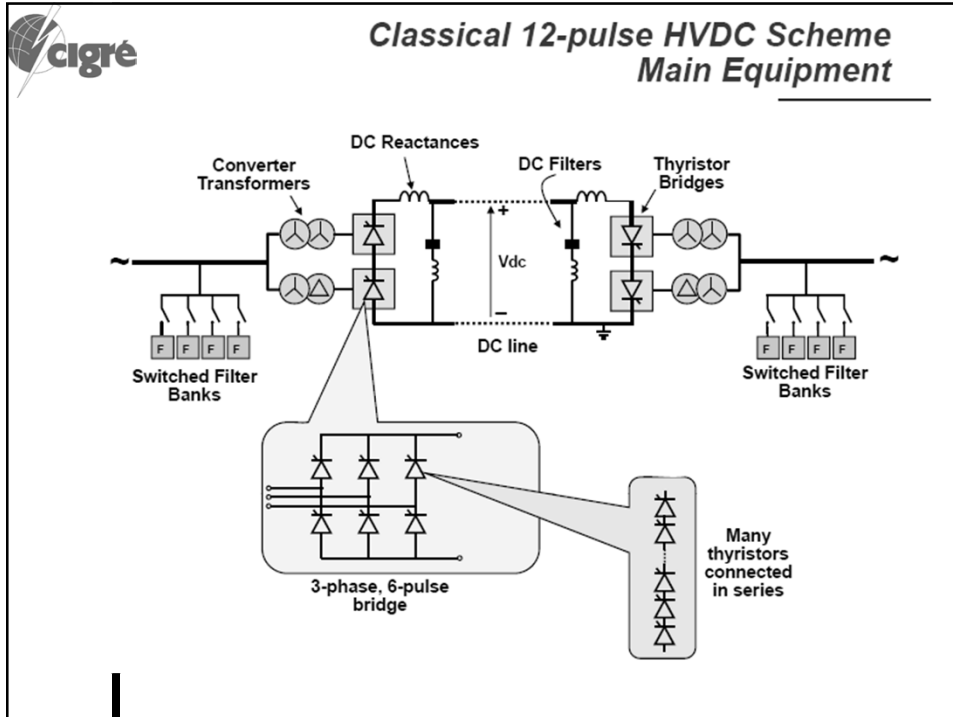 cigré
Classical 12-pulse HVDC Scheme
Main Equipment
DC Reactances
Converter
Transformers
DC Filters
Thyristor
Bridges
+
Vdc
−
~
~
DC line
F F F F
Switched Filter
Banks
F F F F
Switched Filter
Banks
3-phase, 6-pulse
bridge
Many
thyristors
connected
in series